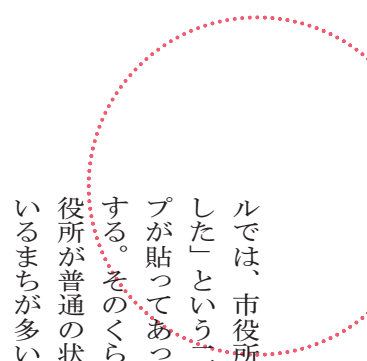 ルでは、市役所
した」という
プが貼ってあっ
する。そのくら
役所が普通の状
いるまちが多い